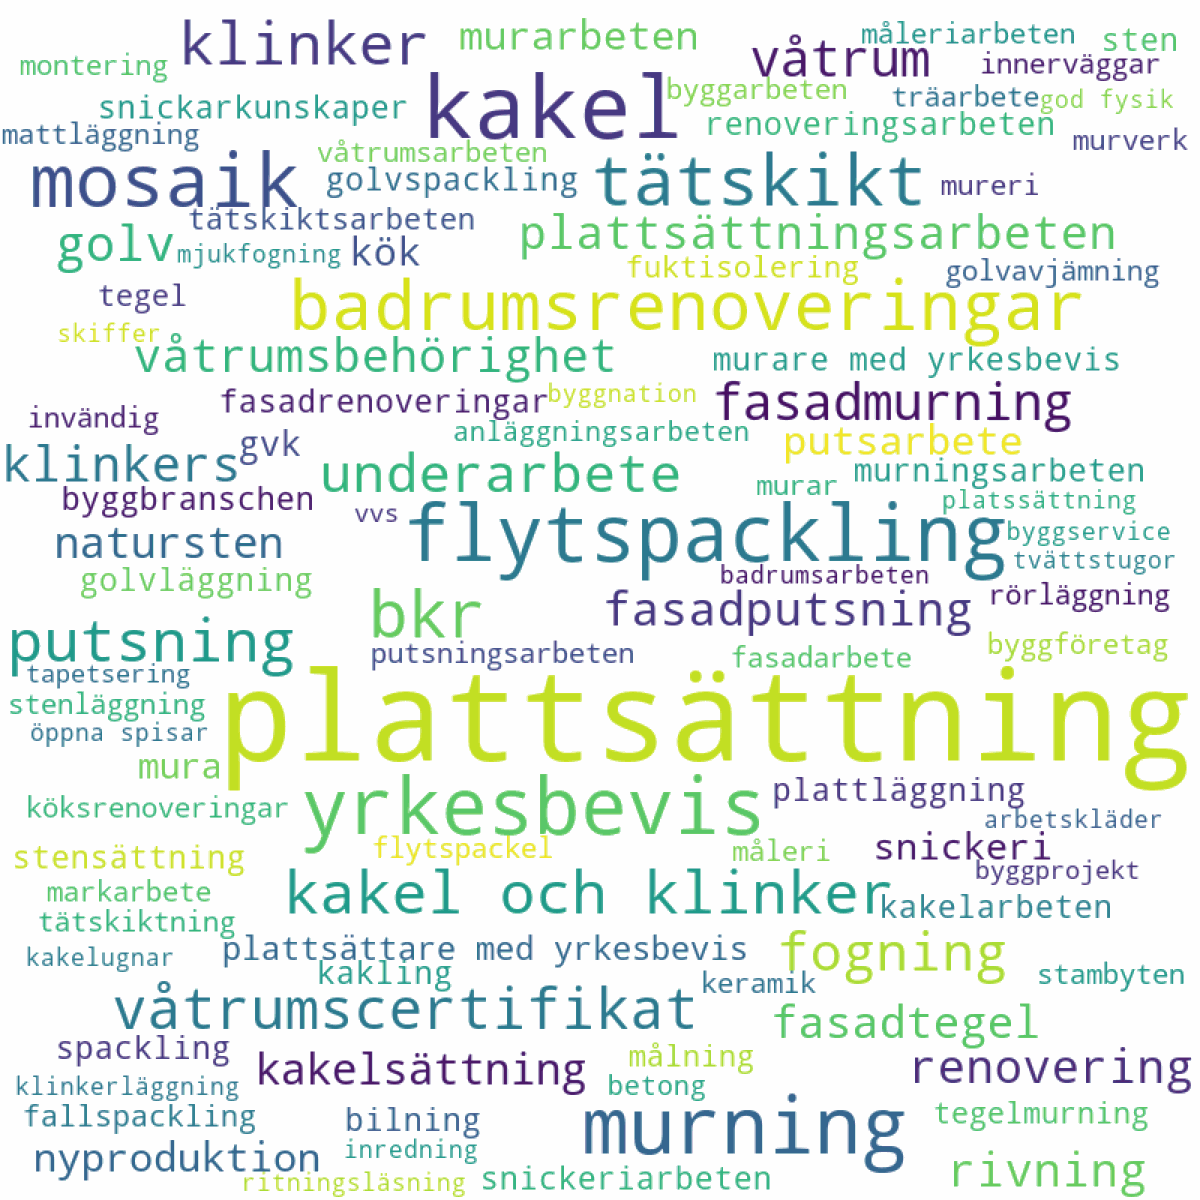 klinker
murarbeten
måleriarbeten
sten
montering
våtrum
innerväggar
kakel
byggarbeten
snickarkunskaper
träarbete
god fysik
mattläggning
renoveringsarbeten
murverk
mosaik
våtrumsarbeten
golvspackling
tätskikt
mureri
tätskiktsarbeten
golv
mjukfogning
kök
plattsättningsarbeten
fuktisolering
golvavjämning
tegel
badrumsrenoveringar
skiffer
våtrumsbehörighet
murare med yrkesbevis
fasadrenoveringar
byggnation
fasadmurning
invändig
gvk
anläggningsarbeten
putsarbete
klinkers
underarbete
murningsarbeten
byggbranschen
murar
platssättning
vvs
flytspackling
byggservice
natursten
tvättstugor
golvläggning
badrumsarbeten
bkr
fasadputsning
rörläggning
putsning
putsningsarbeten
fasadarbete
byggföretag
tapetsering
stenläggning
plattsättning
öppna spisar
mura
yrkesbevis
plattläggning
köksrenoveringar
arbetskläder
stensättning
flytspackel
måleri
snickeri
byggprojekt
markarbete
kakel och klinker
kakelarbeten
tätskiktning
plattsättare med yrkesbevis
fogning
kakelugnar
kakling
keramik
stambyten
våtrumscertifikat
fasadtegel
spackling
kakelsättning
målning
renovering
klinkerläggning
betong
fallspackling
bilning
murning
tegelmurning
nyproduktion
inredning
ritningsläsning
snickeriarbeten
rivning